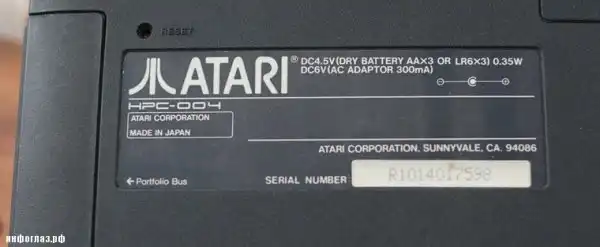 RESET
ATARI®
DC4.5V(DRY BATTERY AA×3 OR LR6×3) 0.35W
DC6V(AC ADAPTOR 300mA)
HPC-004
ATARI CORPORATION
MADE IN JAPAN
ATARI CORPORATION, SUNNYVALE, CA. 94086
← Portfolio Bus
SERIAL NUMBER R1014017598
инфоглаз.рф